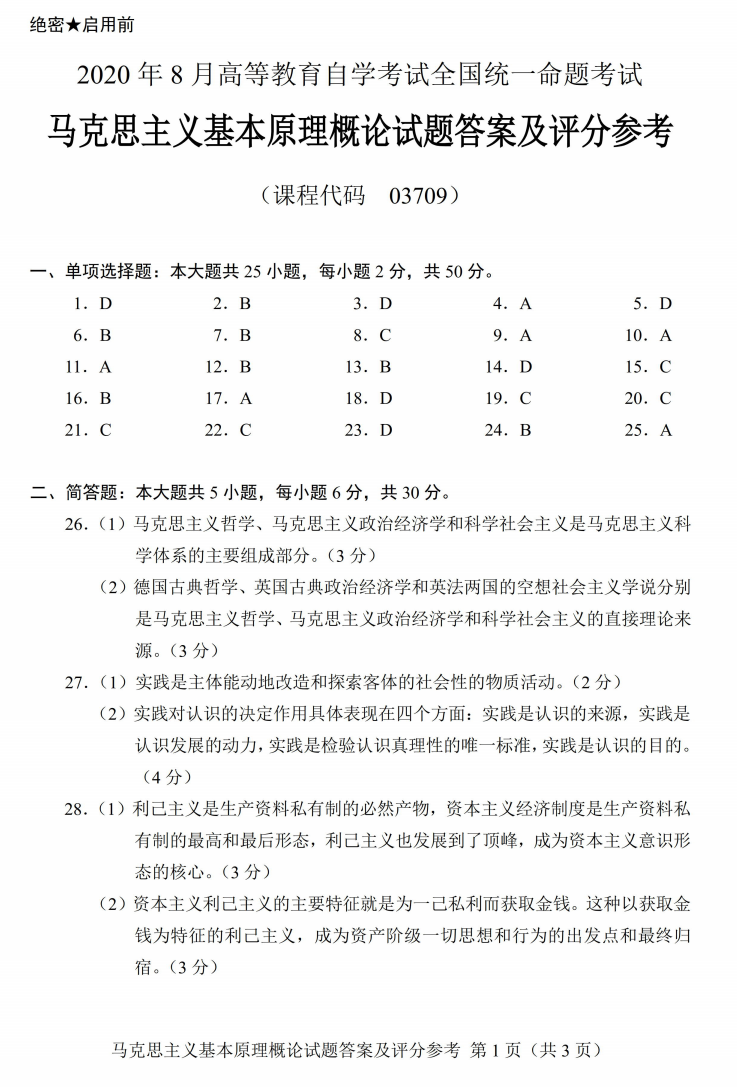 绝密★启用前
2020 年 8 月高等教育自学考试全国统一命题考试
马克思主义基本原理概论试题答案及评分参考
（课程代码 03709）
一、单项选择题：本大题共 25 小题，每小题 2 分，共 50 分。
1．D 2．B 3．D 4．A 5．D
6．B 7．B 8．C 9．A 10．A
11．A 12．B 13．B 14．D 15．C
16．B 17．A 18．D 19．C 20．C
21．C 22．C 23．D 24．B 25．A
二、简答题：本大题共 5 小题，每小题 6 分，共 30 分。
26．（1）马克思主义哲学、马克思主义政治经济学和科学社会主义是马克思主义科
学体系的主要组成部分。（3 分）
（2）德国古典哲学、英国古典政治经济学和英法两国的空想社会主义学说分别
是马克思主义哲学、马克思主义政治经济学和科学社会主义的直接理论来
源。（3 分）
27．（1）实践是主体能动地改造和探索客体的社会性的物质活动。（2 分）
（2）实践对认识的决定作用具体表现在四个方面：实践是认识的来源，实践是
认识发展的动力，实践是检验认识真理性的唯一标准，实践是认识的目的。
（4 分）
28．（1）利己主义是生产资料私有制的必然产物，资本主义经济制度是生产资料私
有制的最高和最后形态，利己主义也发展到了顶峰，成为资本主义意识形
态的核心。（3 分）
（2）资本主义利己主义的主要特征就是为一己私利而获取金钱。这种以获取金
钱为特征的利己主义，成为资产阶级一切思想和行为的出发点和最终归
宿。（3 分）
马克思主义基本原理概论试题答案及评分参考 第 1 页（共 3 页）